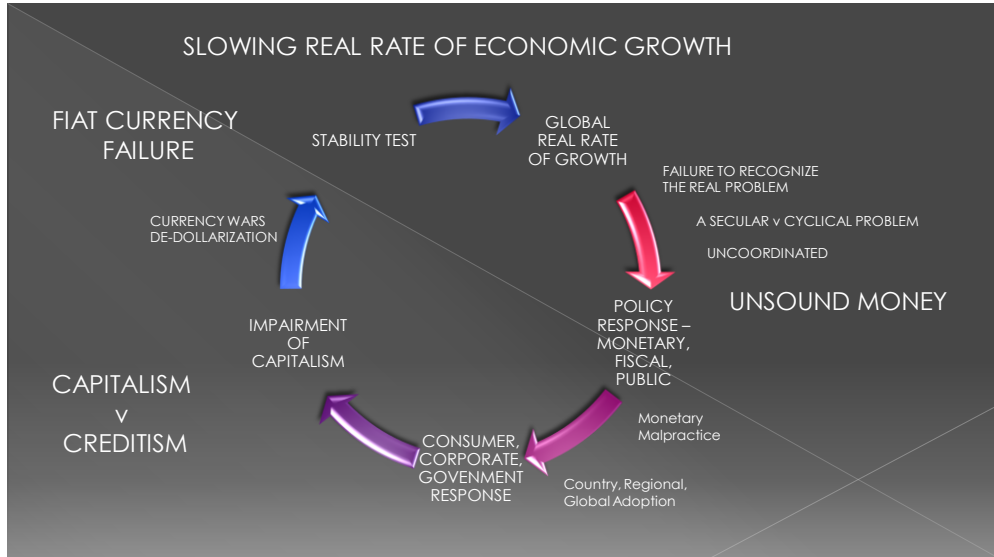 SLOWING REAL RATE OF ECONOMIC GROWTH
FIAT CURRENCY
FAILURE
STABILITY TEST
GLOBAL
REAL RATE
OF GROWTH
FAILURE TO RECOGNIZE
THE REAL PROBLEM
A SECULAR v CYCLICAL PROBLEM
UNCOORDINATED
UNSOUND MONEY
POLICY
RESPONSE –
MONETARY,
FISCAL,
PUBLIC
Monetary
Malpractice
Country, Regional,
Global Adoption
CONSUMER,
CORPORATE,
GOVENMENT
RESPONSE
CAPITALISM
v
CREDITISM
IMPAIRMENT
OF
CAPITALISM
CURRENCY WARS
DE-DOLLARIZATION